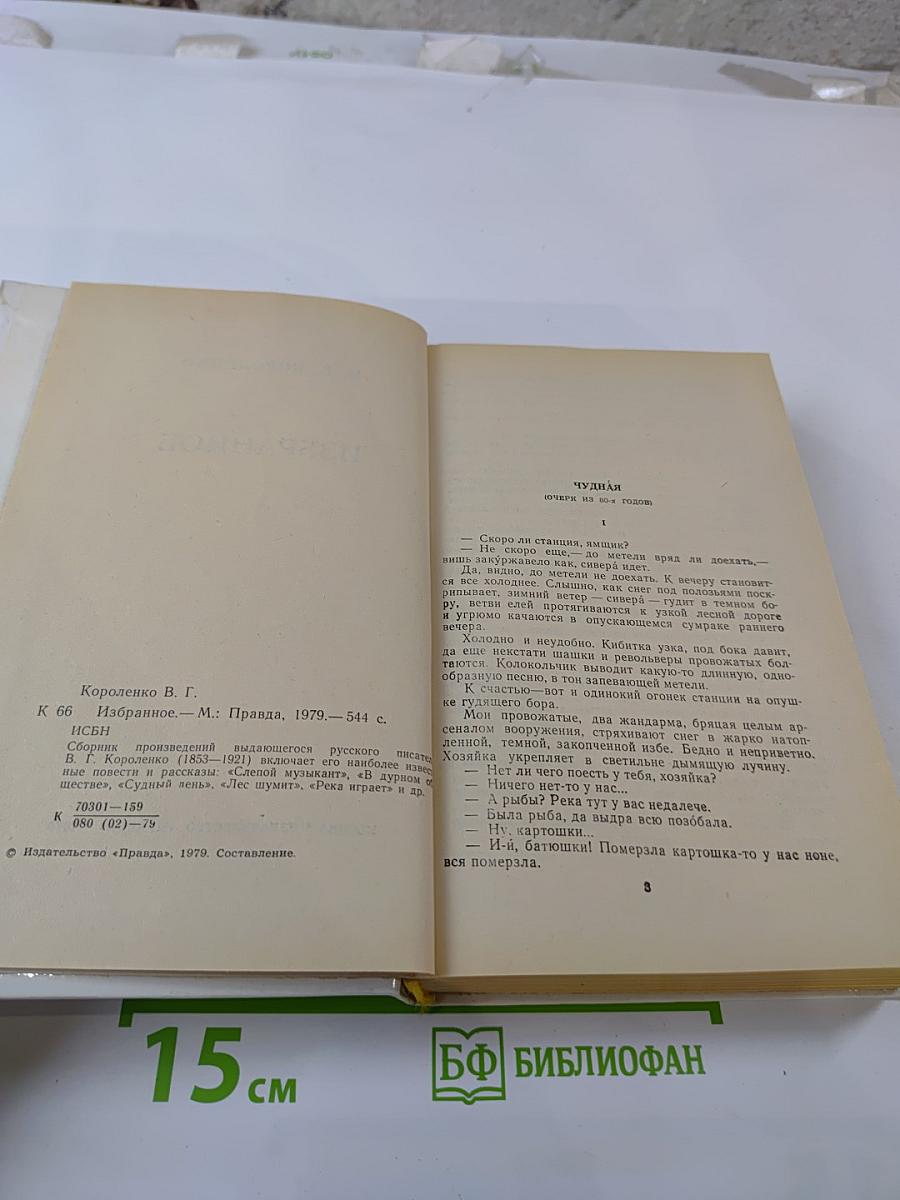 Короленко В. Г.
К 66 Избранное.— М.: Правда, 1979.— 544 с.
ИСБН
Сборник произведений выдающегося русского писател
В. Г. Короленко (1853—1921) включает его наиболее извес
ные повести и рассказы: «Слепой музыкант», «В дурном о
ществе», «Судный день», «Лес шумит», «Река играет» и др.
К 70301—159
080 (02)—79
© Издательство «Правда», 1979. Составление.
ЧУДНА́Я
(ОЧЕРК ИЗ 80-х ГОДОВ)
I
— Скоро ли станция, ямщик?
— Не скоро еще,— до метели вряд ли доехать,—
вишь заку́ржавело как, сивера́ идет.
Да, видно, до метели не доехать. К вечеру становит-
ся все холоднее. Слышно, как снег под полозьями поск-
рипывает, зимний ветер — сивера́ — гудит в темном бо-
ру, ветви елей протягиваются к узкой лесной дороге
и угрюмо качаются в опускающемся сумраке раннего
вечера.
Холодно и неудобно. Кибитка узка, под бока давит,
да еще некстати шашки и револьверы провожатых бол-
таются. Колокольчик выводит какую-то длинную, одно-
образную песню, в тон запевающей метели.
К счастью—вот и одинокий огонек станции на опуш-
ке гудящего бора.
Мои провожатые, два жандарма, бряцая целым ар-
сеналом вооружения, стряхивают снег в жарко натоп-
ленной, темной, закопченной избе. Бедно и неприветно.
Хозяйка укрепляет в светильне дымящую лучину.
— Нет ли чего поесть у тебя, хозяйка?
— Ничего нет-то у нас...
— А рыбы? Река тут у вас недалече.
— Была рыба, да выдра всю позо́бала.
— Ну, картошки...
— И-и́, батюшки! Померзла картошка-то у нас ноне,
вся померзла.
3
15 см
БФ БИБЛИОФАН